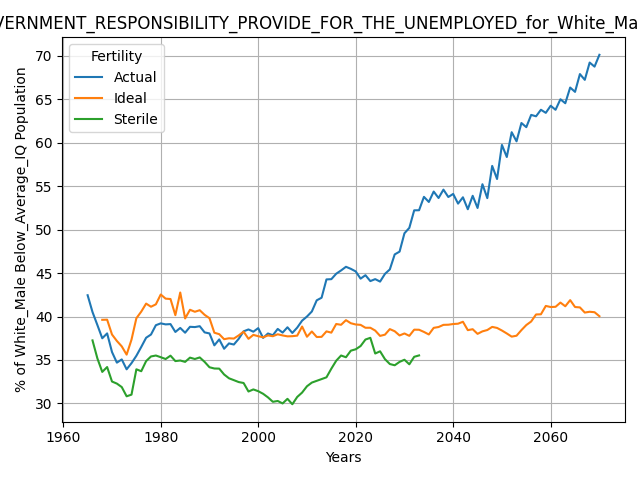 VERNMENT_RESPONSIBILITY_PROVIDE_FOR_THE_UNEMPLOYED_for_White_Ma
Fertility
Actual
Ideal
Sterile
% of White_Male Below_Average_IQ Population
70
65
60
55
50
45
40
35
30
1960
1980
2000
2020
2040
2060
Years